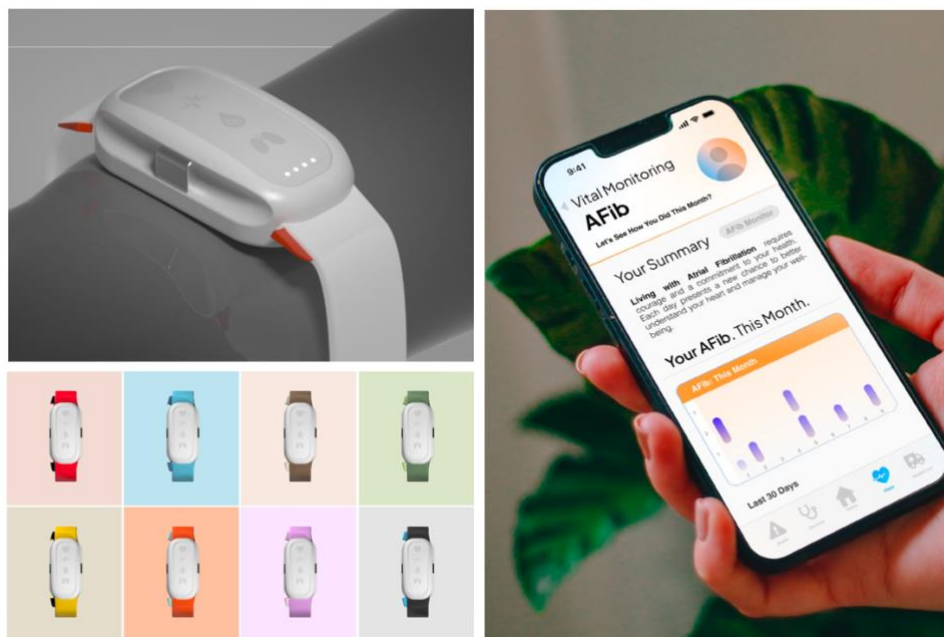 9:41
Vital Monitoring
AFib
Let's See How You Did This Month?
Your Summary
AFib Monitor
Living with Atrial Fibrillation requires
courage and a commitment to your health.
Each day presents a new chance to better
understand your heart and manage your well-
being.
Your AFib. This Month.
AFib: This Month
Last 30 Days